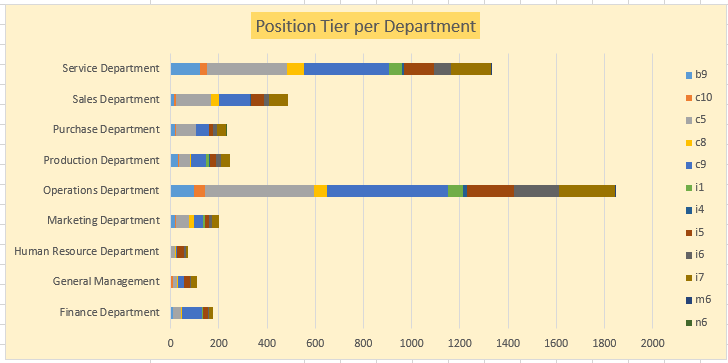 Position Tier per Department
Service Department
Sales Department
Purchase Department
Production Department
Operations Department
Marketing Department
Human Resource Department
General Management
Finance Department
0 200 400 600 800 1000 1200 1400 1600 1800 2000
b9
c10
c5
c8
c9
i1
i4
i5
i6
i7
m6
n6